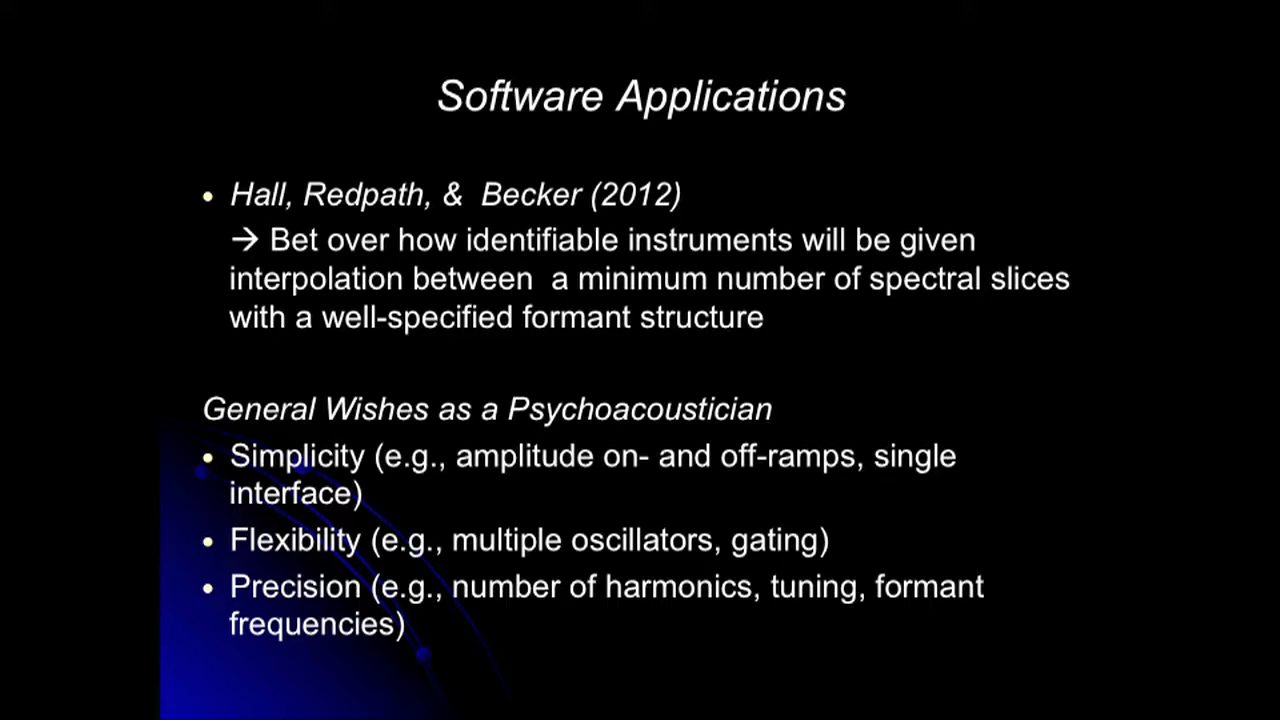 Software Applications
• Hall, Redpath, & Becker (2012)
→ Bet over how identifiable instruments will be given
interpolation between a minimum number of spectral slices
with a well-specified formant structure
General Wishes as a Psychoacoustician
• Simplicity (e.g., amplitude on- and off-ramps, single
interface)
• Flexibility (e.g., multiple oscillators, gating)
• Precision (e.g., number of harmonics, tuning, formant
frequencies)